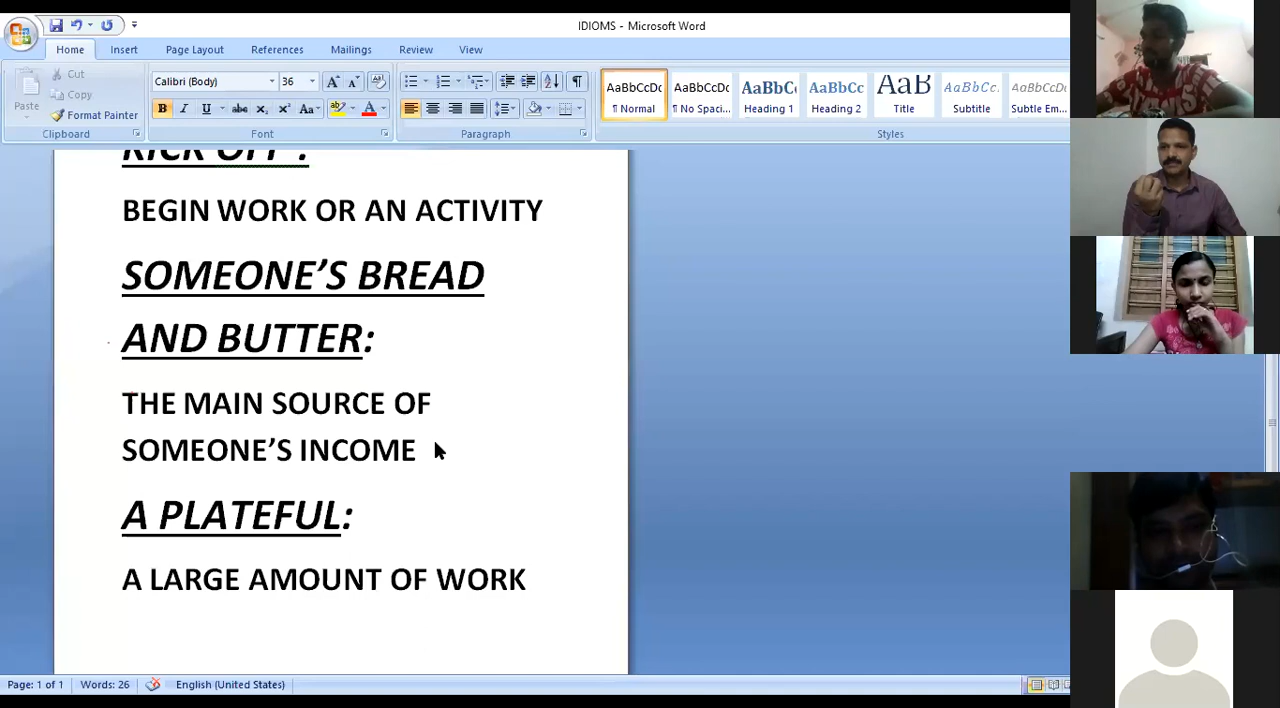 IDIOMS - Microsoft Word
Home Insert Page Layout References Mailings Review View
Paste
Cut
Copy
Format Painter
Clipboard
Calibri (Body) 36
Font
Paragraph
AaBbCcDc AaBbCcDc AaBbC AaBbCc AaB AaBbCc. AaBbCcDc
¶ Normal ¶ No Spaci... Heading 1 Heading 2 Title Subtitle Subtle Em...
Styles
KICK OFF :
BEGIN WORK OR AN ACTIVITY
SOMEONE’S BREAD
AND BUTTER:
THE MAIN SOURCE OF
SOMEONE’S INCOME
A PLATEFUL:
A LARGE AMOUNT OF WORK
Page: 1 of 1 Words: 26 English (United States)